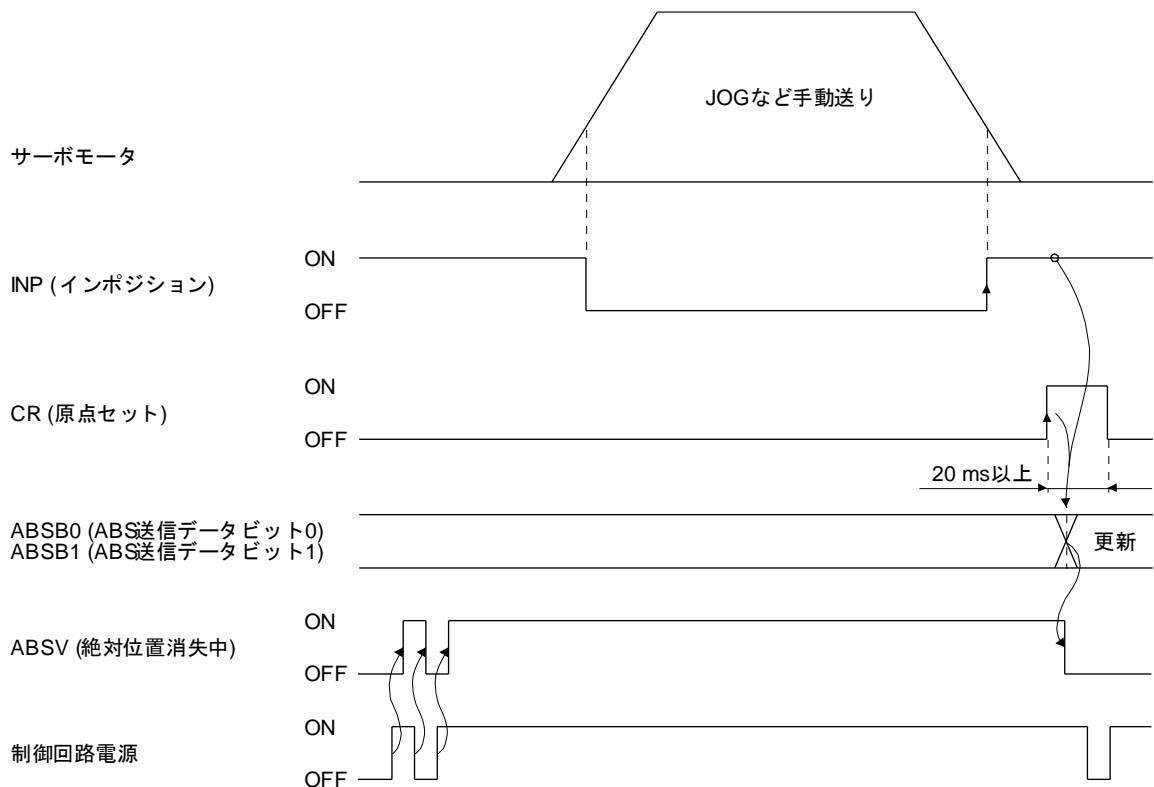 JOGなど手動送り
サーボモータ
ON
INP (インポジション)
OFF
ON
CR (原点セット)
OFF
20 ms以上
ABSB0 (ABS送信データビット0)
ABSB1 (ABS送信データビット1)
更新
ON
ABSV (絶対位置消失中)
OFF
ON
制御回路電源
OFF